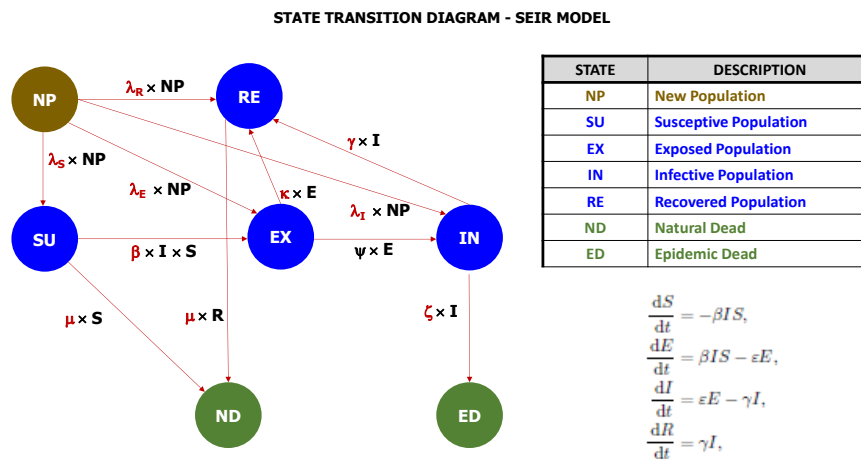 STATE TRANSITION DIAGRAM - SEIR MODEL
NP
λR × NP
RE
λS × NP
γ × I
λE × NP
κ × E
λI × NP
SU
β × I × S
EX
ψ × E
IN
μ × S
μ × R
ζ × I
ND
ED
STATE DESCRIPTION
NP New Population
SU Susceptive Population
EX Exposed Population
IN Infective Population
RE Recovered Population
ND Natural Dead
ED Epidemic Dead
dS/dt = −βIS,
dE/dt = βIS − εE,
dI/dt = εE − γI,
dR/dt = γI,